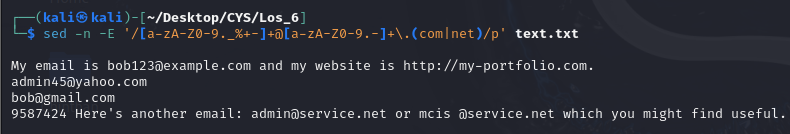 ┌──(kali㉿kali)-[~/Desktop/CYS/Los_6]
└─$ sed -n -E '/[a-zA-Z0-9._%+-]+@[a-zA-Z0-9.-]+\.(com|net)/p' text.txt
My email is bob123@example.com and my website is http://my-portfolio.com.
admin45@yahoo.com
bob@gmail.com
9587424 Here's another email: admin@service.net or mcis @service.net which you might find useful.